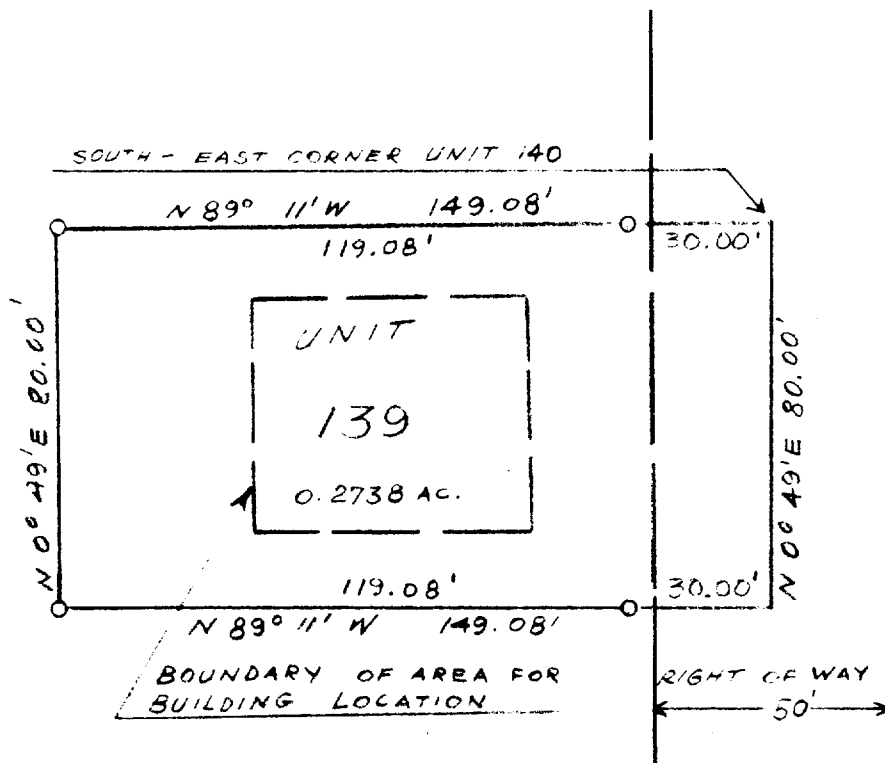 SOUTH - EAST CORNER UNIT 140
N 89° 11' W 149.08'
119.08'
30.00'
N 0° 49' E 80.00'
UNIT
139
0.2738 AC.
N 0° 49' E 80.00'
119.08'
30.00'
N 89° 11' W 149.08'
BOUNDARY OF AREA FOR
BUILDING LOCATION
RIGHT OF WAY
50'